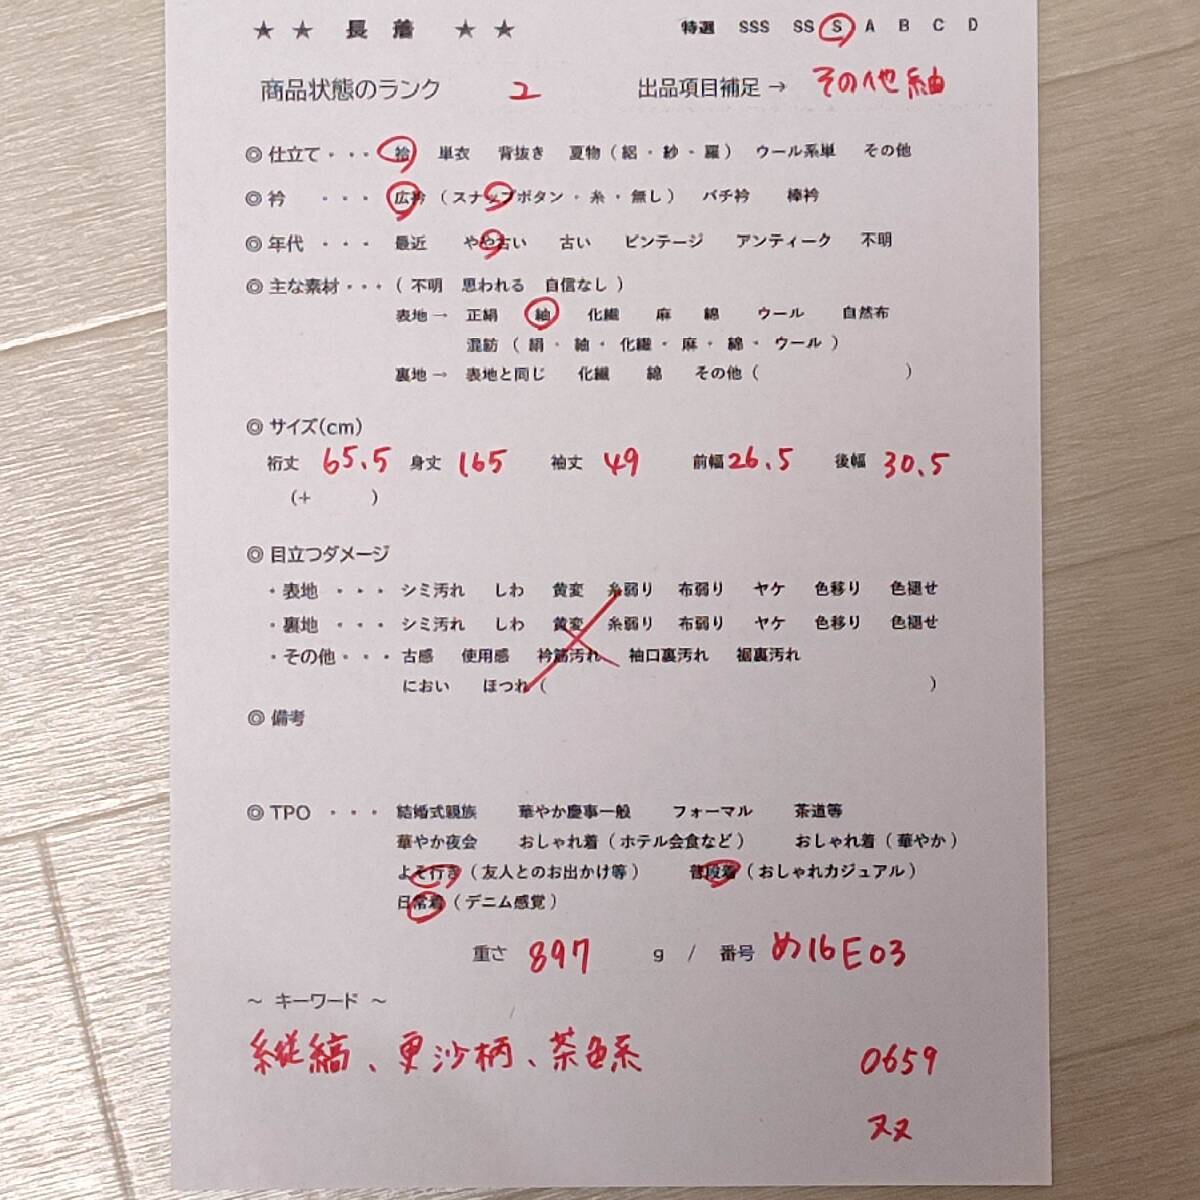 ★ ★ 長 着 ★ ★ 特選 SSS SS S A B C D
商品状態のランク 2 出品項目補足→ その他紬
◎ 仕立て・・・ 袷 単衣 背抜き 夏物（絽・紗・羅） ウール系単 その他
◎ 衿 ・・・ 広衿（スナップボタン・糸・無し） バチ衿 棒衿
◎ 年代 ・・・ 最近 やや古い 古い ビンテージ アンティーク 不明
◎ 主な素材・・・（不明 思われる 自信なし）
表地→ 正絹 紬 化繊 麻 綿 ウール 自然布
混紡（絹・紬・化繊・麻・綿・ウール）
裏地→ 表地と同じ 化繊 綿 その他（ ）
◎ サイズ(cm)
裄丈 65.5 身丈 165 袖丈 49 前幅 26.5 後幅 30.5
(+ )
◎ 目立つダメージ
・表地 ・・・ シミ汚れ しわ 黄変 糸弱り 布弱り ヤケ 色移り 色褪せ
・裏地 ・・・ シミ汚れ しわ 黄変 糸弱り 布弱り ヤケ 色移り 色褪せ
・その他・・・ 古感 使用感 衿筋汚れ 袖口裏汚れ 裾裏汚れ
におい ほつれ（ ）
◎ 備考
◎ TPO ・・・ 結婚式親族 華やか慶事一般 フォーマル 茶道等
華やか夜会 おしゃれ着（ホテル会食など） おしゃれ着（華やか）
よそ行き（友人とのお出かけ等） 普段着（おしゃれカジュアル）
日常着（デニム感覚）
重さ 897 g / 番号 め16E03
～ キーワード ～
縦縞、更沙柄、茶色系 0659
ヌヌ